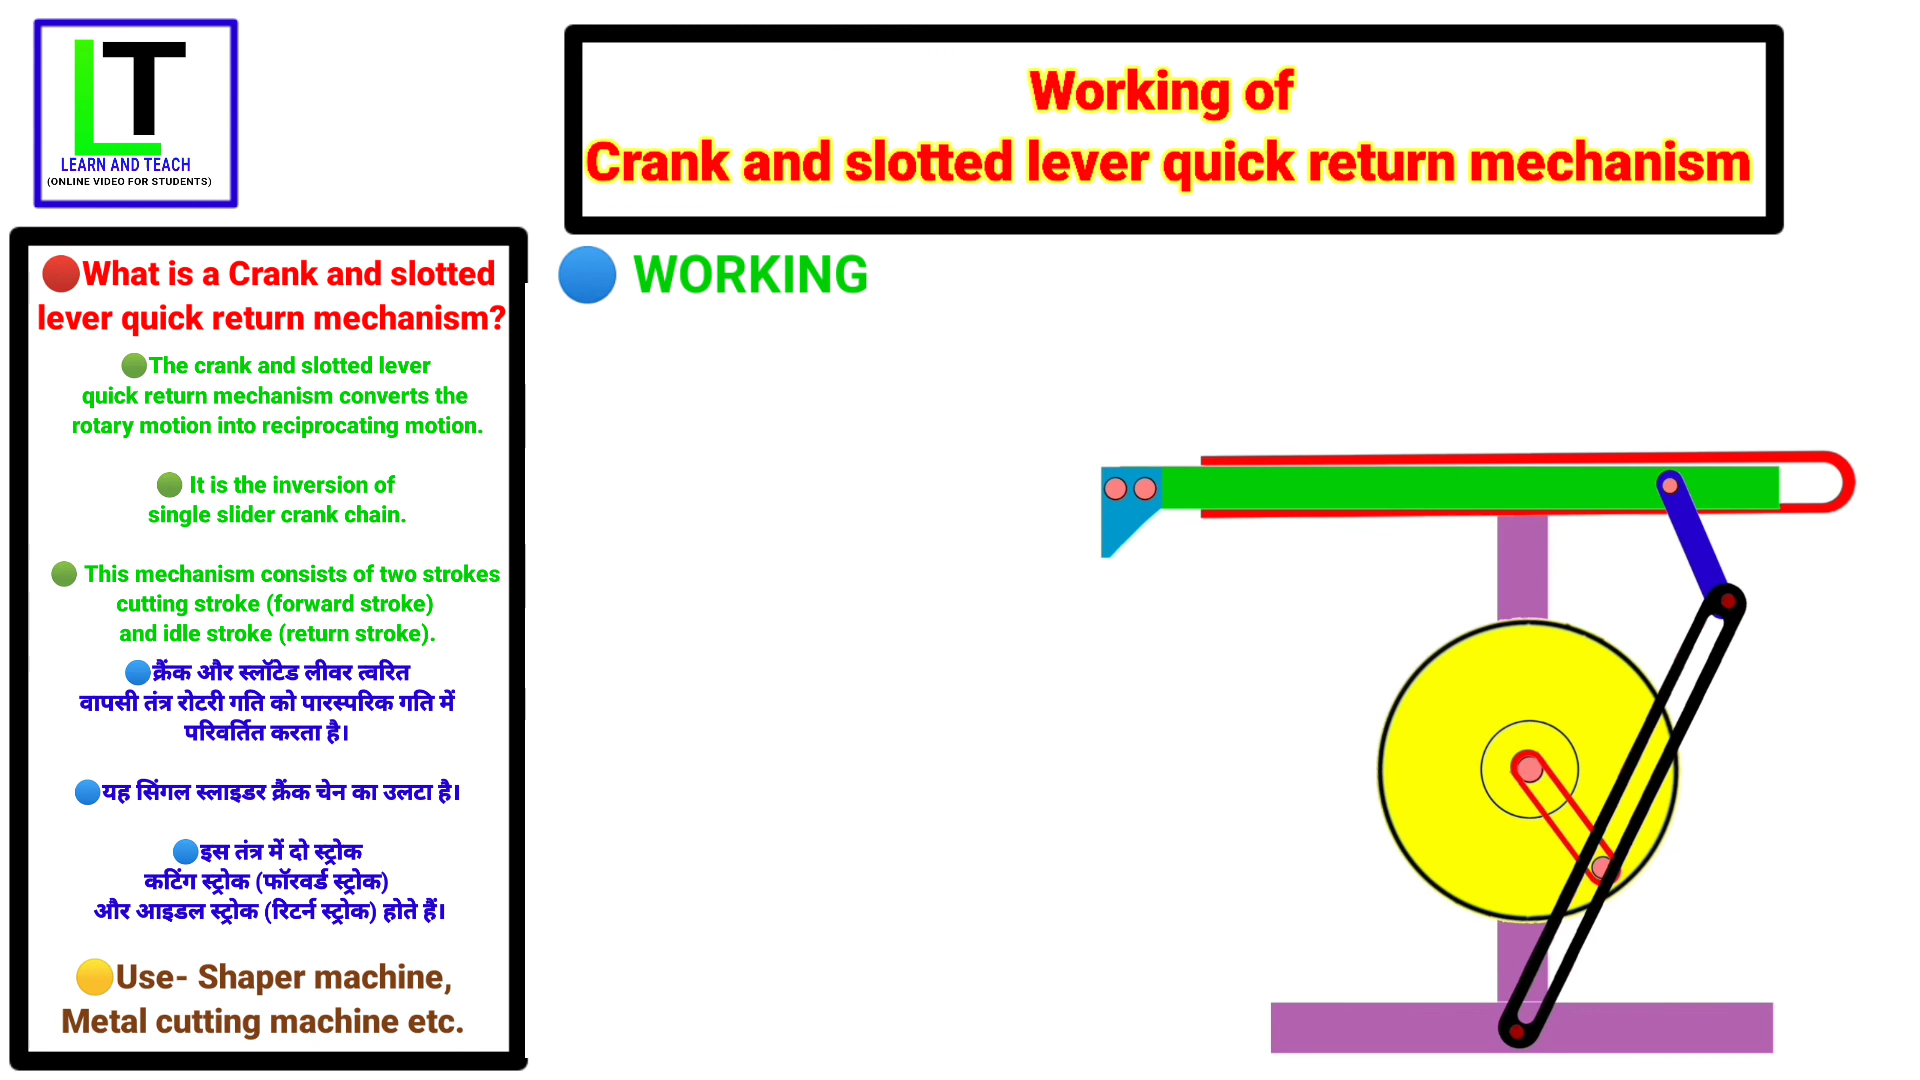 LT
LEARN AND TEACH
(ONLINE VIDEO FOR STUDENTS)
Working of
Crank and slotted lever quick return mechanism
What is a Crank and slotted
lever quick return mechanism?
The crank and slotted lever
quick return mechanism converts the
rotary motion into reciprocating motion.
It is the inversion of
single slider crank chain.
This mechanism consists of two strokes
cutting stroke (forward stroke)
and idle stroke (return stroke).
क्रैंक और स्लॉटेड लीवर त्वरित
वापसी तंत्र रोटरी गति को पारस्परिक गति में
परिवर्तित करता है।
यह सिंगल स्लाइडर क्रैंक चेन का उलटा है।
इस तंत्र में दो स्ट्रोक
कटिंग स्ट्रोक (फॉरवर्ड स्ट्रोक)
और आइडल स्ट्रोक (रिटर्न स्ट्रोक) होते हैं।
Use- Shaper machine,
Metal cutting machine etc.
WORKING